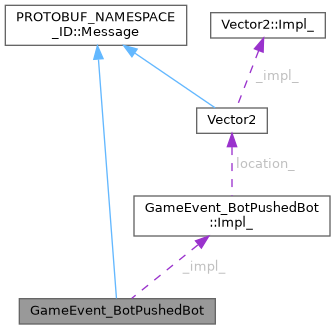 PROTOBUF_NAMESPACE
_ID::Message
Vector2::Impl_
_impl_
Vector2
location_
GameEvent_BotPushedBot
::Impl_
_impl_
GameEvent_BotPushedBot